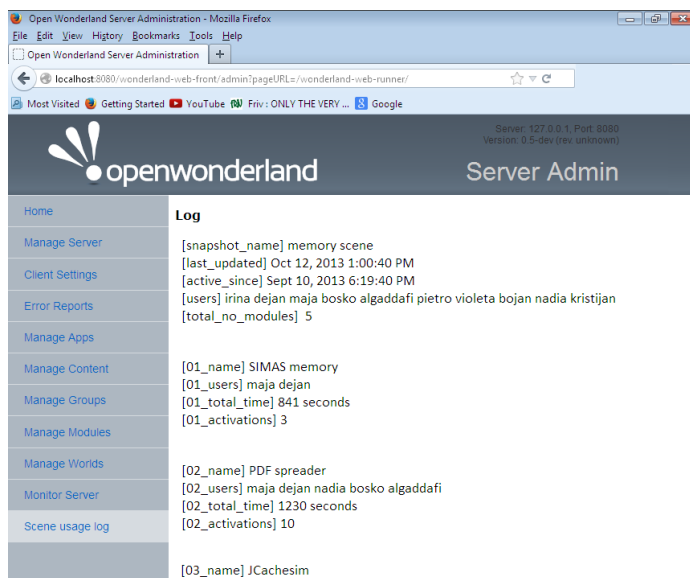 Open Wonderland Server Administration - Mozilla Firefox
File Edit View History Bookmarks Tools Help
Open Wonderland Server Administration +
localhost:8080/wonderland-web-front/admin?pageURL=/wonderland-web-runner/
Most Visited Getting Started YouTube Friv : ONLY THE VERY ... Google
Server: 127.0.0.1, Port: 8080
Version: 0.5-dev (rev. unknown)
openwonderland
Server Admin
Home
Manage Server
Client Settings
Error Reports
Manage Apps
Manage Content
Manage Groups
Manage Modules
Manage Worlds
Monitor Server
Scene usage log
Log
[snapshot_name] memory scene
[last_updated] Oct 12, 2013 1:00:40 PM
[active_since] Sept 10, 2013 6:19:40 PM
[users] irina dejan maja bosko algaddafi pietro violeta bojan nadia kristijan
[total_no_modules] 5
[01_name] SIMAS memory
[01_users] maja dejan
[01_total_time] 841 seconds
[01_activations] 3
[02_name] PDF spreader
[02_users] maja dejan nadia bosko algaddafi
[02_total_time] 1230 seconds
[02_activations] 10
[03_name] JCachesim